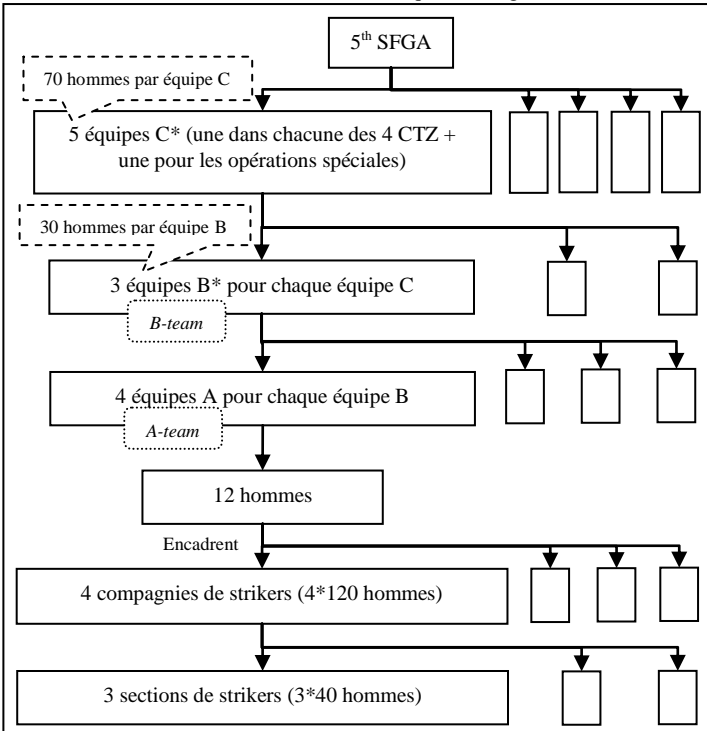 5th SFGA
70 hommes par équipe C
5 équipes C* (une dans chacune des 4 CTZ +
une pour les opérations spéciales)
30 hommes par équipe B
3 équipes B* pour chaque équipe C
B-team
4 équipes A pour chaque équipe B
A-team
12 hommes
Encadrent
4 compagnies de strikers (4*120 hommes)
3 sections de strikers (3*40 hommes)